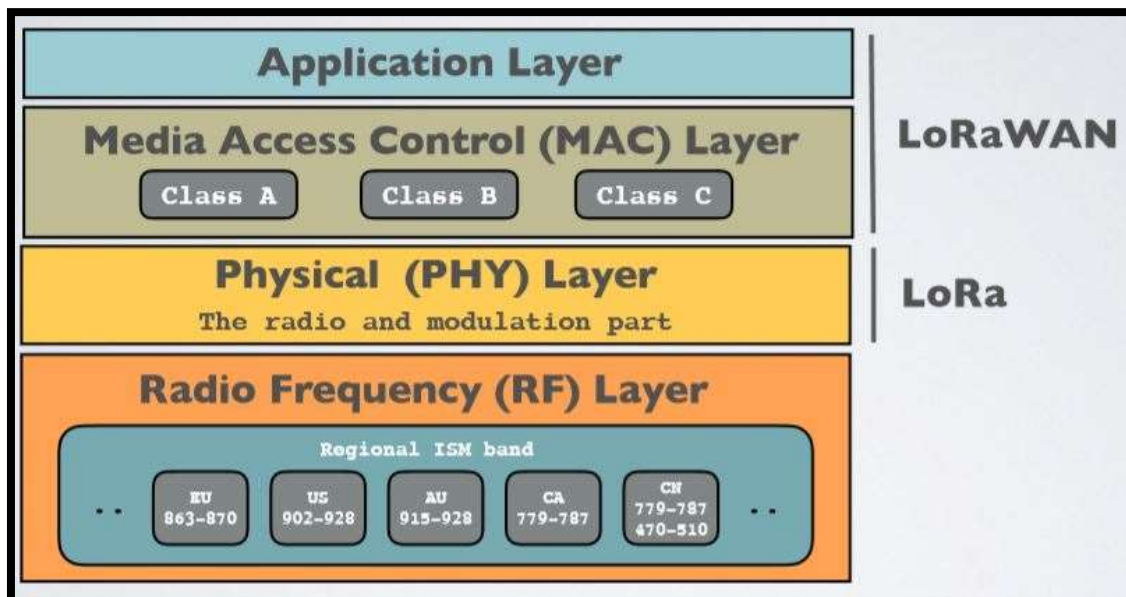 Application Layer
Media Access Control (MAC) Layer
Class A
Class B
Class C
LoRaWAN
Physical (PHY) Layer
The radio and modulation part
LoRa
Radio Frequency (RF) Layer
Regional ISM band
..
EU
863-870
US
902-928
AU
915-928
CA
779-787
CN
779-787
470-510
..